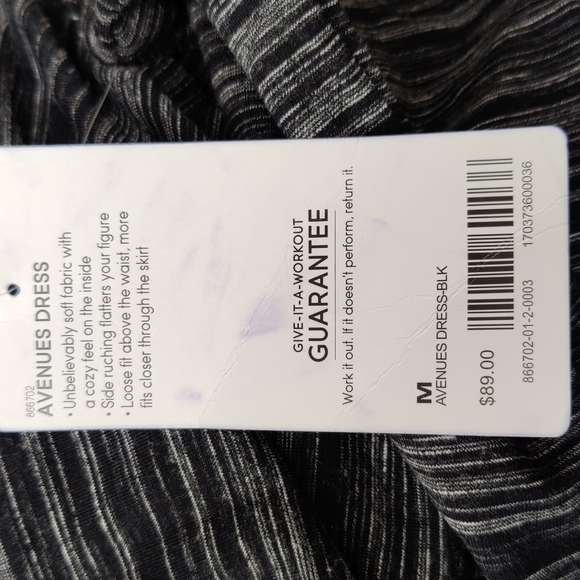 866702
AVENUES DRESS
• Unbelievably soft fabric with
a cozy feel on the inside
• Side ruching flatters your figure
• Loose fit above the waist, more
fits closer through the skirt
GIVE-IT-A-WORKOUT
GUARANTEE
Work it out. If it doesn't perform, return it.
M
AVENUES DRESS-BLK
$89.00
866702-01-2-0003
170373600036